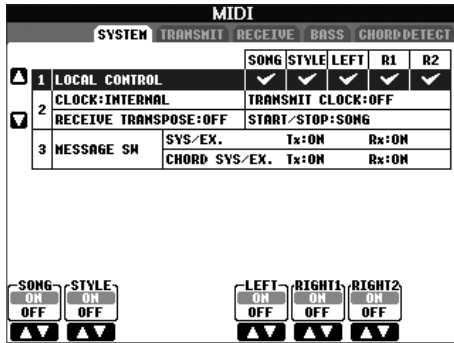 MIDI
SYSTEM TRANSMIT RECEIVE BASS CHORD DETECT
SONG STYLE LEFT R1 R2
1 LOCAL CONTROL
2 CLOCK:INTERNAL TRANSMIT CLOCK:OFF
RECEIVE TRANSPOSE:OFF START/STOP:SONG
3 MESSAGE SW SYS/EX. Tx:ON Rx:ON
CHORD SYS/EX. Tx:ON Rx:ON
SONG STYLE LEFT RIGHT1 RIGHT2
ON ON ON ON ON
OFF OFF OFF OFF OFF